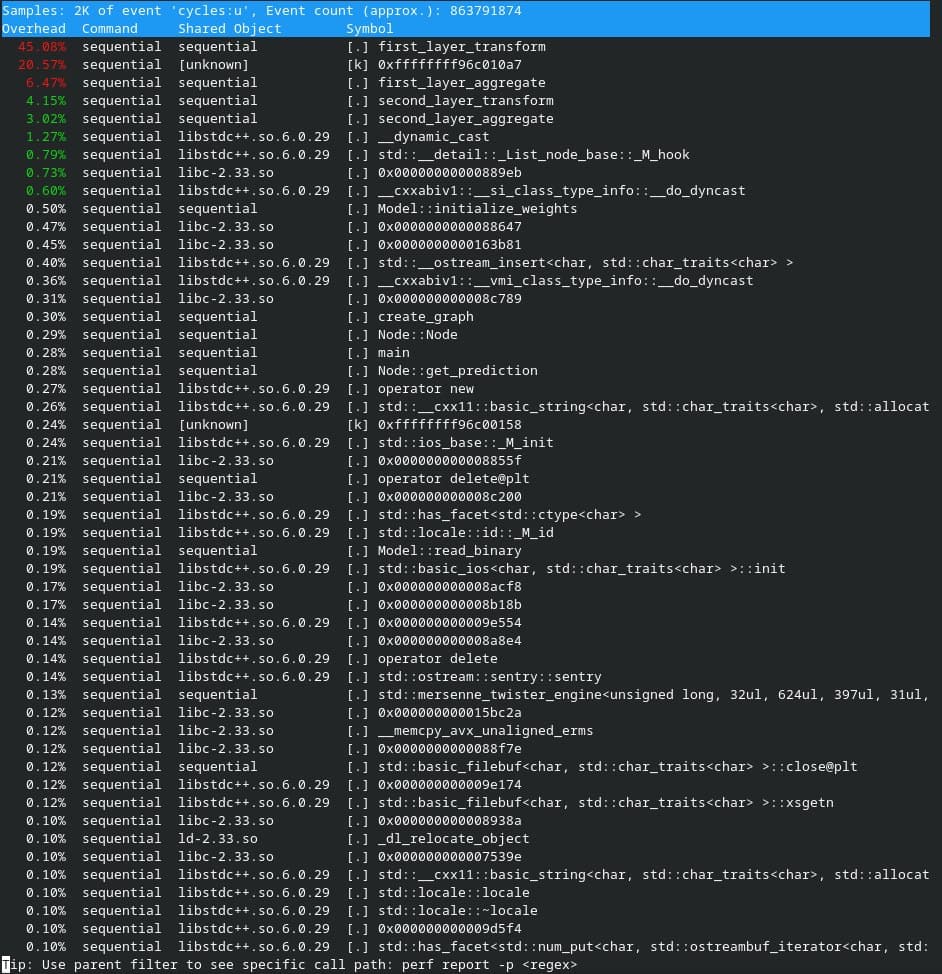 Samples: 2K of event 'cycles:u', Event count (approx.): 863791874
Overhead  Command     Shared Object        Symbol
45.08%  sequential  sequential           [.] first_layer_transform
20.57%  sequential  [unknown]            [k] 0xffffffff96c010a7
6.47%  sequential  sequential           [.] first_layer_aggregate
4.15%  sequential  sequential           [.] second_layer_transform
3.02%  sequential  sequential           [.] second_layer_aggregate
1.27%  sequential  libstdc++.so.6.0.29  [.] __dynamic_cast
0.79%  sequential  libstdc++.so.6.0.29  [.] std::__detail::_List_node_base::_M_hook
0.73%  sequential  libc-2.33.so         [.] 0x00000000000889eb
0.60%  sequential  libstdc++.so.6.0.29  [.] __cxxabiv1::__si_class_type_info::__do_dyncast
0.50%  sequential  sequential           [.] Model::initialize_weights
0.47%  sequential  libc-2.33.so         [.] 0x0000000000088647
0.45%  sequential  libc-2.33.so         [.] 0x0000000000163b81
0.40%  sequential  libstdc++.so.6.0.29  [.] std::__ostream_insert<char, std::char_traits<char> >
0.36%  sequential  libstdc++.so.6.0.29  [.] __cxxabiv1::__vmi_class_type_info::__do_dyncast
0.31%  sequential  libc-2.33.so         [.] 0x000000000008c789
0.30%  sequential  sequential           [.] create_graph
0.29%  sequential  sequential           [.] Node::Node
0.28%  sequential  sequential           [.] main
0.28%  sequential  sequential           [.] Node::get_prediction
0.27%  sequential  libstdc++.so.6.0.29  [.] operator new
0.26%  sequential  libstdc++.so.6.0.29  [.] std::__cxx11::basic_string<char, std::char_traits<char>, std::allocat
0.24%  sequential  [unknown]            [k] 0xffffffff96c00158
0.24%  sequential  libstdc++.so.6.0.29  [.] std::ios_base::_M_init
0.21%  sequential  libc-2.33.so         [.] 0x000000000008855f
0.21%  sequential  sequential           [.] operator delete@plt
0.21%  sequential  libc-2.33.so         [.] 0x000000000008c200
0.19%  sequential  libstdc++.so.6.0.29  [.] std::has_facet<std::ctype<char> >
0.19%  sequential  libstdc++.so.6.0.29  [.] std::locale::id::_M_id
0.19%  sequential  sequential           [.] Model::read_binary
0.19%  sequential  libstdc++.so.6.0.29  [.] std::basic_ios<char, std::char_traits<char> >::init
0.17%  sequential  libc-2.33.so         [.] 0x000000000008acf8
0.17%  sequential  libc-2.33.so         [.] 0x000000000008b18b
0.14%  sequential  libstdc++.so.6.0.29  [.] 0x000000000009e554
0.14%  sequential  libc-2.33.so         [.] 0x000000000008a8e4
0.14%  sequential  libstdc++.so.6.0.29  [.] operator delete
0.14%  sequential  libstdc++.so.6.0.29  [.] std::ostream::sentry::sentry
0.13%  sequential  sequential           [.] std::mersenne_twister_engine<unsigned long, 32ul, 624ul, 397ul, 31ul,
0.12%  sequential  libc-2.33.so         [.] 0x000000000015bc2a
0.12%  sequential  libc-2.33.so         [.] __memcpy_avx_unaligned_erms
0.12%  sequential  libc-2.33.so         [.] 0x0000000000088f7e
0.12%  sequential  sequential           [.] std::basic_filebuf<char, std::char_traits<char> >::close@plt
0.12%  sequential  libstdc++.so.6.0.29  [.] 0x000000000009e174
0.12%  sequential  libstdc++.so.6.0.29  [.] std::basic_filebuf<char, std::char_traits<char> >::xsgetn
0.10%  sequential  libc-2.33.so         [.] 0x000000000008938a
0.10%  sequential  ld-2.33.so           [.] _dl_relocate_object
0.10%  sequential  libc-2.33.so         [.] 0x000000000007539e
0.10%  sequential  libstdc++.so.6.0.29  [.] std::__cxx11::basic_string<char, std::char_traits<char>, std::allocat
0.10%  sequential  libstdc++.so.6.0.29  [.] std::locale::locale
0.10%  sequential  libstdc++.so.6.0.29  [.] std::locale::~locale
0.10%  sequential  libstdc++.so.6.0.29  [.] 0x000000000009d5f4
0.10%  sequential  libstdc++.so.6.0.29  [.] std::has_facet<std::num_put<char, std::ostreambuf_iterator<char, std:
Tip: Use parent filter to see specific call path: perf report -p <regex>